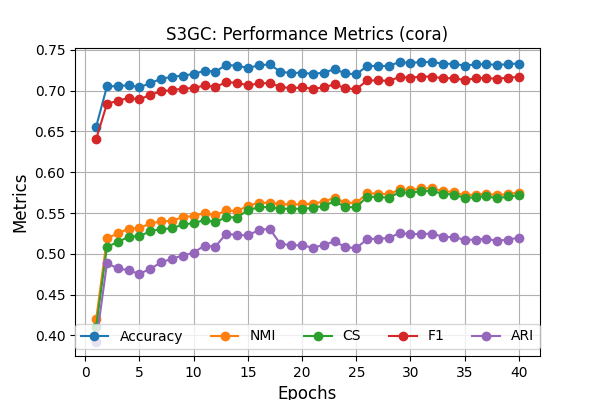 S3GC: Performance Metrics (cora)
0.75
0.70
0.65
0.60
0.55
0.50
0.45
0.40
Metrics
Accuracy NMI CS F1 ARI
0 5 10 15 20 25 30 35 40
Epochs